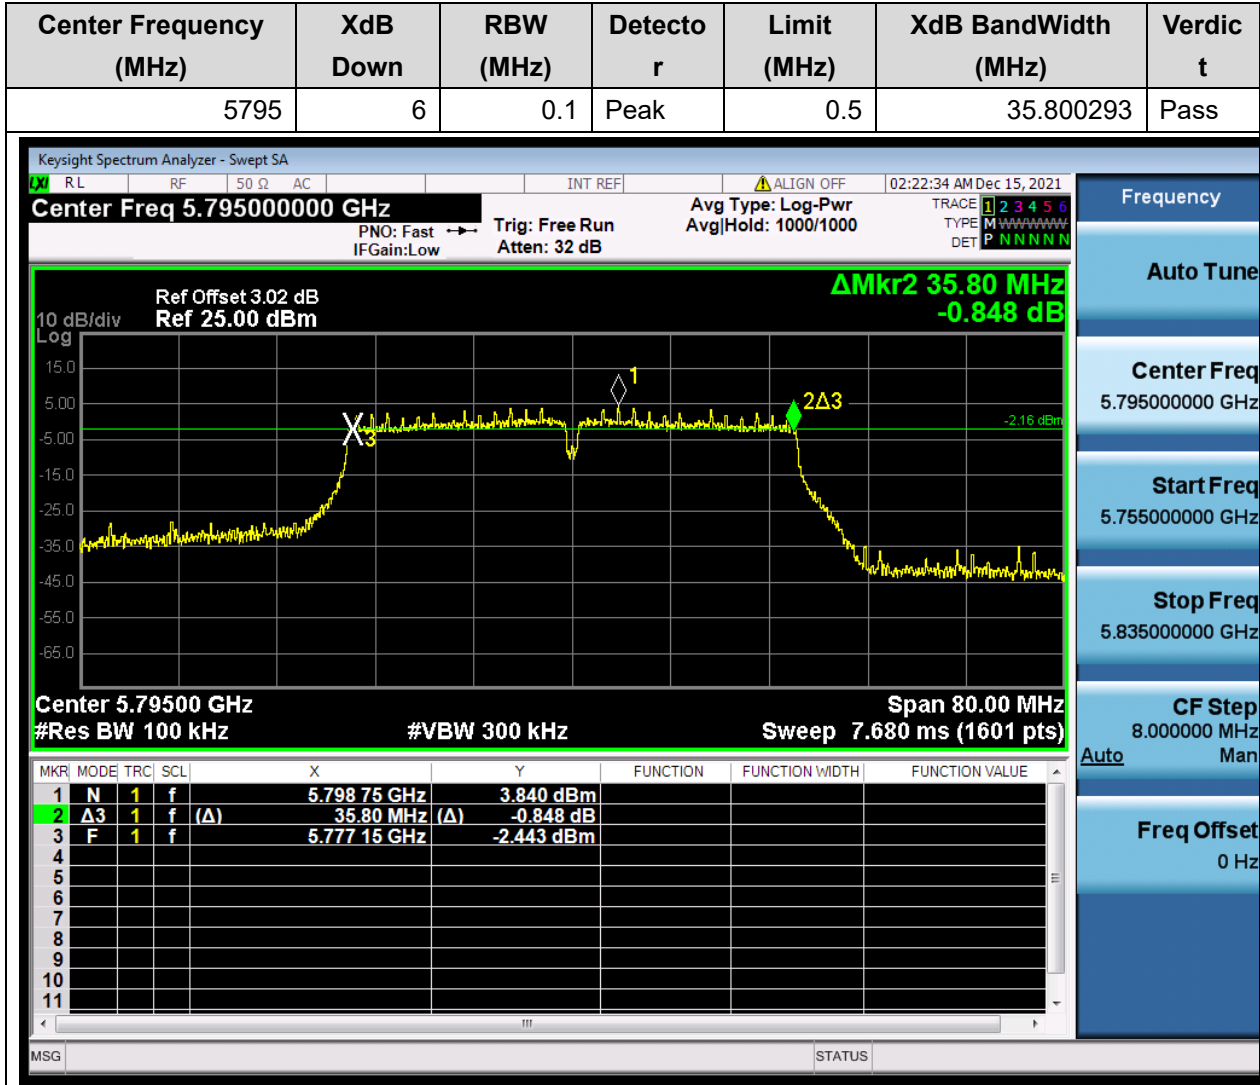 Center Frequency (MHz) XdB Down RBW (MHz) Detecto r Limit (MHz) XdB BandWidth (MHz) Verdic t
5795 6 0.1 Peak 0.5 35.800293 Pass
Keysight Spectrum Analyzer - Swept SA
LXI RL RF 50 Ω AC INT REF ALIGN OFF 02:22:34 AM Dec 15, 2021
Center Freq 5.795000000 GHz
PNO: Fast
IFGain:Low
Trig: Free Run
Atten: 32 dB
Avg Type: Log-Pwr
Avg|Hold: 1000/1000
TRACE 1 2 3 4 5 6
TYPE M WWWWW
DET P N N N N N
ΔMkr2 35.80 MHz
-0.848 dB
Ref Offset 3.02 dB
10 dB/div Ref 25.00 dBm
Log
15.0
5.00
-5.00
-15.0
-25.0
-35.0
-45.0
-55.0
-65.0
1
2Δ3
3
-2.16 dBm
Center 5.79500 GHz Span 80.00 MHz
#Res BW 100 kHz #VBW 300 kHz Sweep 7.680 ms (1601 pts)
MKR MODE TRC SCL X Y FUNCTION FUNCTION WIDTH FUNCTION VALUE
1 N 1 f 5.798 75 GHz 3.840 dBm
2 Δ3 1 f (Δ) 35.80 MHz (Δ) -0.848 dB
3 F 1 f 5.777 15 GHz -2.443 dBm
4
5
6
7
8
9
10
11
MSG STATUS
Frequency
Auto Tune
Center Freq
5.795000000 GHz
Start Freq
5.755000000 GHz
Stop Freq
5.835000000 GHz
CF Step
8.000000 MHz
Auto Man
Freq Offset
0 Hz